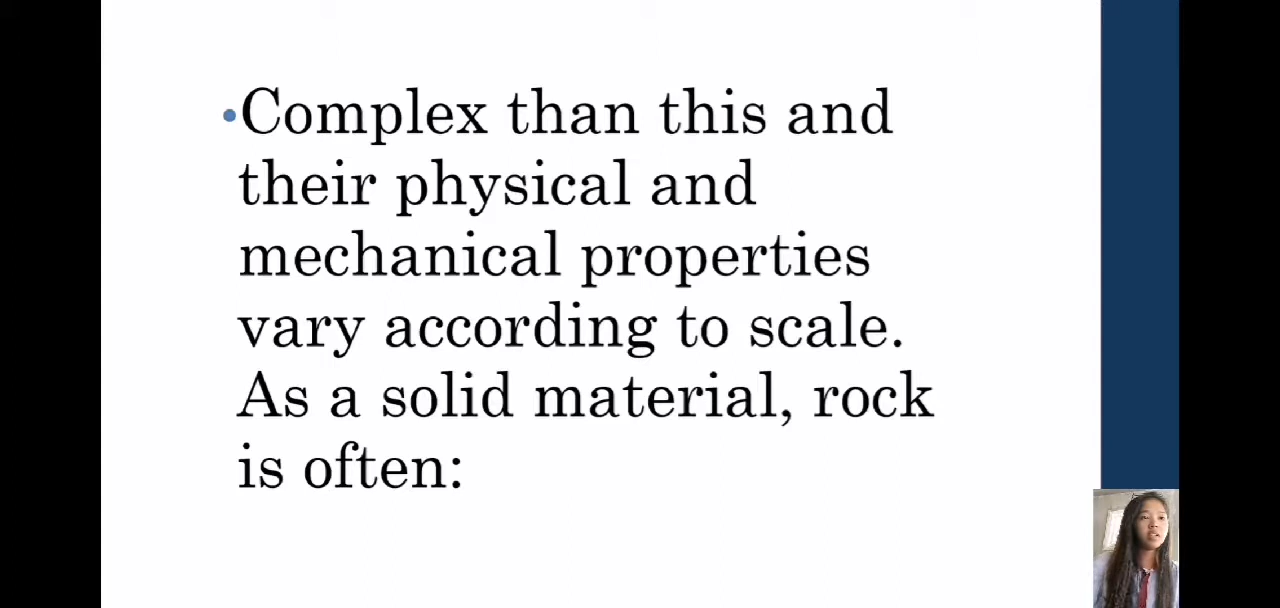 •Complex than this and
their physical and
mechanical properties
vary according to scale.
As a solid material, rock
is often: